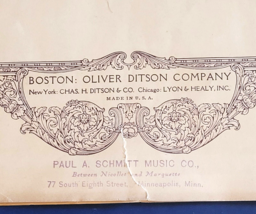 BOSTON: OLIVER DITSON COMPANY
New York: CHAS. H. DITSON & CO. Chicago: LYON & HEALY, INC.
MADE IN U.S.A.
PAUL A. SCHMITT MUSIC CO.,
Between Nicollet and Marquette
77 South Eighth Street, Minneapolis, Minn.